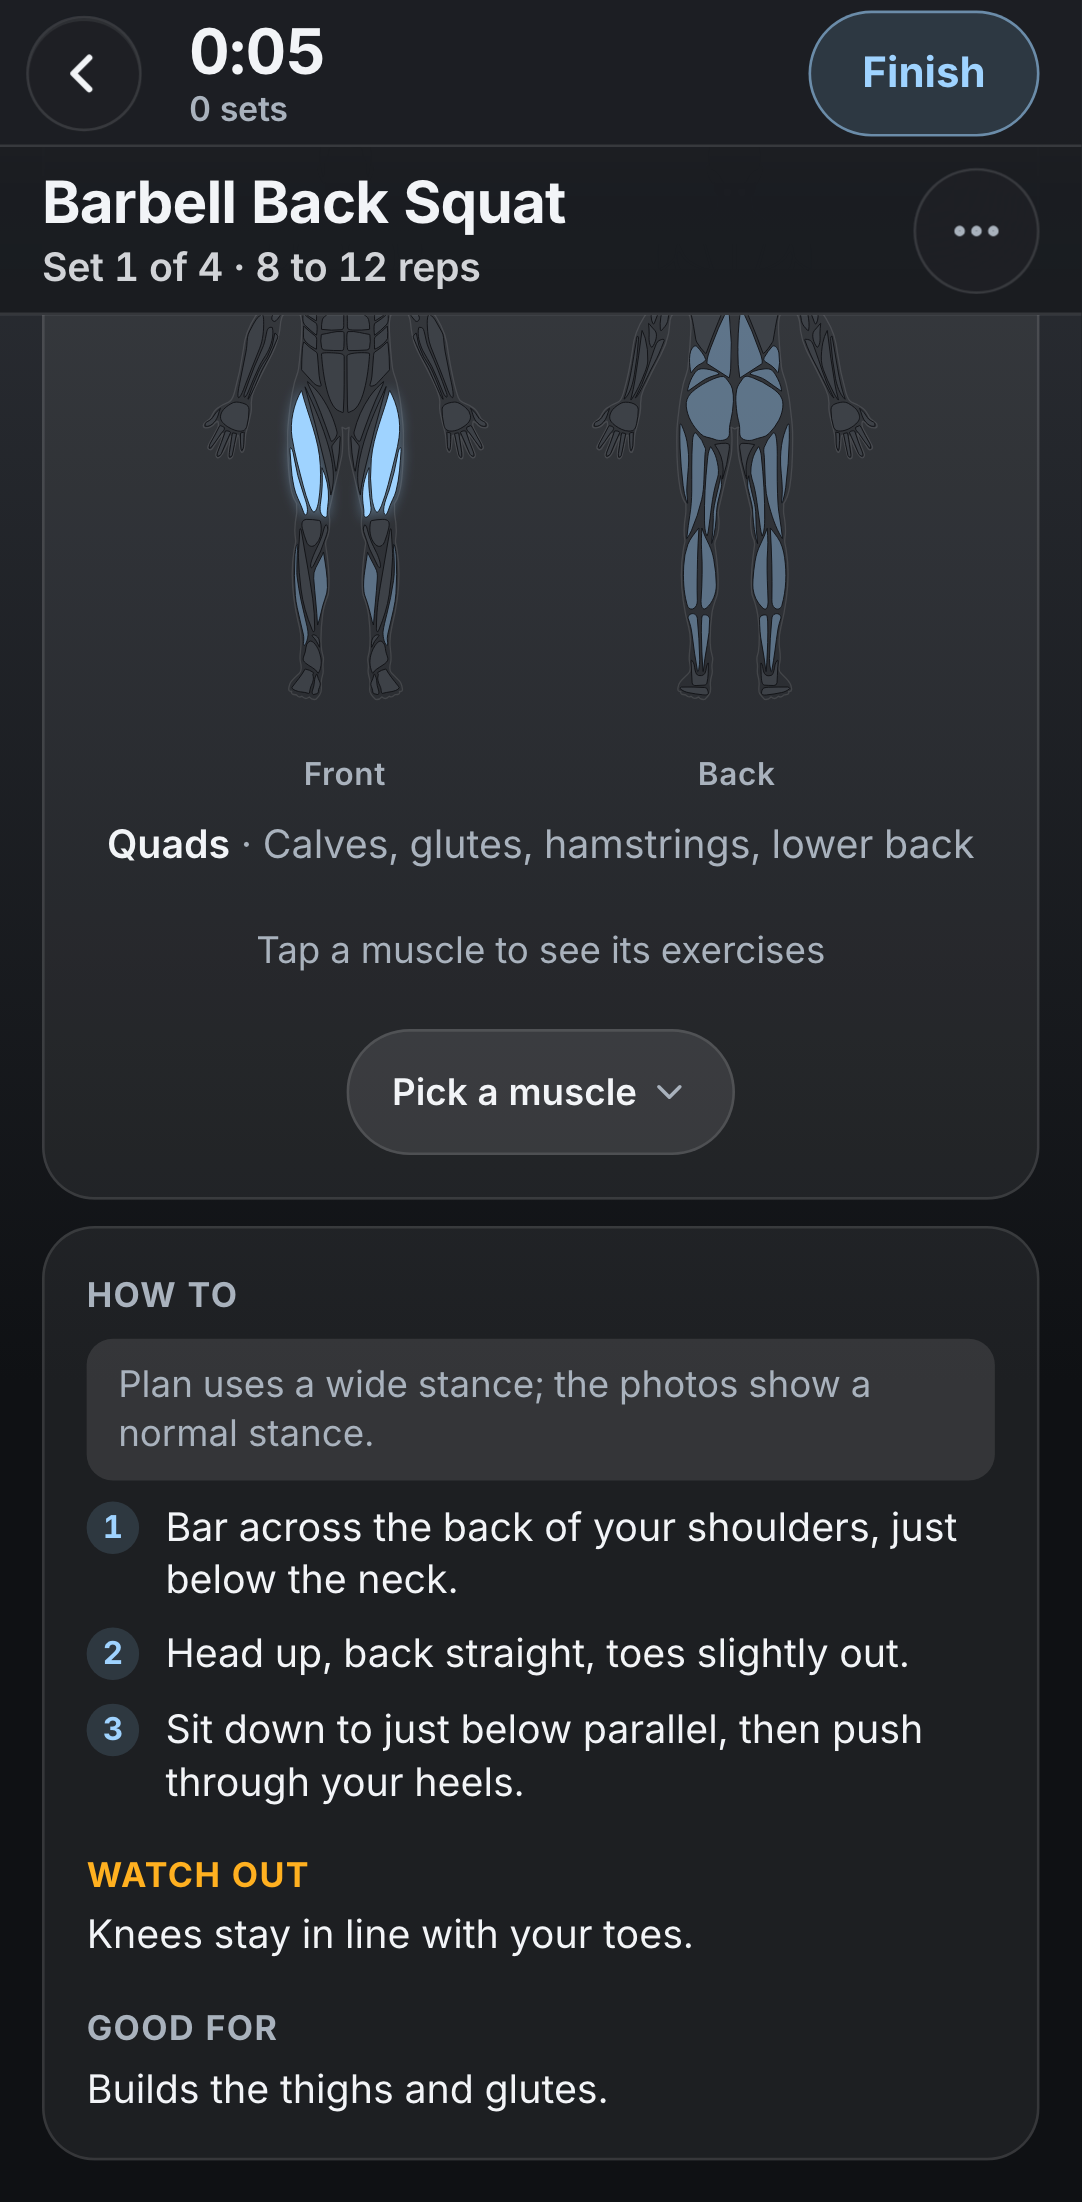 0:05
0 sets
Finish
Barbell Back Squat
Set 1 of 4 · 8 to 12 reps
Front
Back
Quads · Calves, glutes, hamstrings, lower back
Tap a muscle to see its exercises
Pick a muscle
HOW TO
Plan uses a wide stance; the photos show a
normal stance.
1 Bar across the back of your shoulders, just
below the neck.
2 Head up, back straight, toes slightly out.
3 Sit down to just below parallel, then push
through your heels.
WATCH OUT
Knees stay in line with your toes.
GOOD FOR
Builds the thighs and glutes.